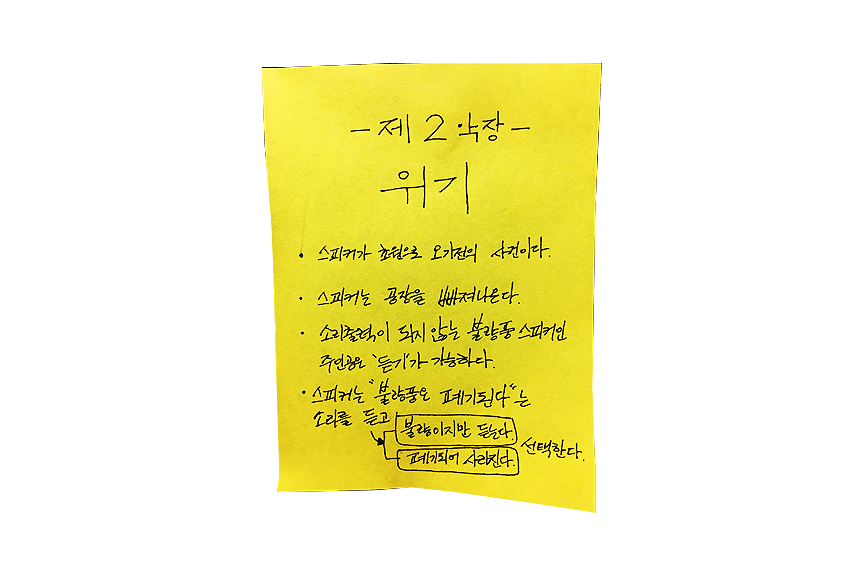 - 제 2 악장 -
위기
• 스피커가 초원으로 오기전의 사건이다.
• 스피커는 공장을 빠져나온다.
• 소리출력이 되지 않는 불량품 스피커인
주인공은 '듣기'가 가능하다.
• 스피커는 "불량품은 폐기된다"는
소리를 듣고
불량이지만 듣는다.
폐기되어 사라진다.
선택한다.